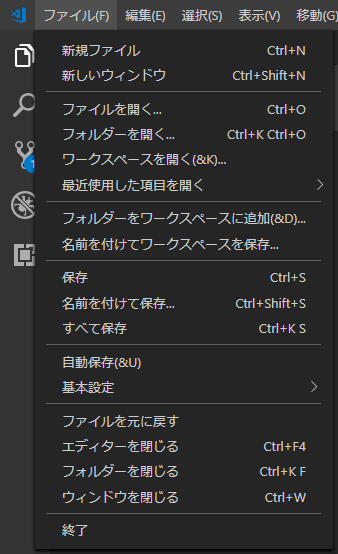 ファイル(F) 編集(E) 選択(S) 表示(V) 移動(G)
新規ファイル Ctrl+N
新しいウィンドウ Ctrl+Shift+N
ファイルを開く... Ctrl+O
フォルダーを開く... Ctrl+K Ctrl+O
ワークスペースを開く(&K)...
最近使用した項目を開く
フォルダーをワークスペースに追加(&D)...
名前を付けてワークスペースを保存...
保存 Ctrl+S
名前を付けて保存... Ctrl+Shift+S
すべて保存 Ctrl+K S
自動保存(&U)
基本設定
ファイルを元に戻す
エディターを閉じる Ctrl+F4
フォルダーを閉じる Ctrl+K F
ウィンドウを閉じる Ctrl+W
終了